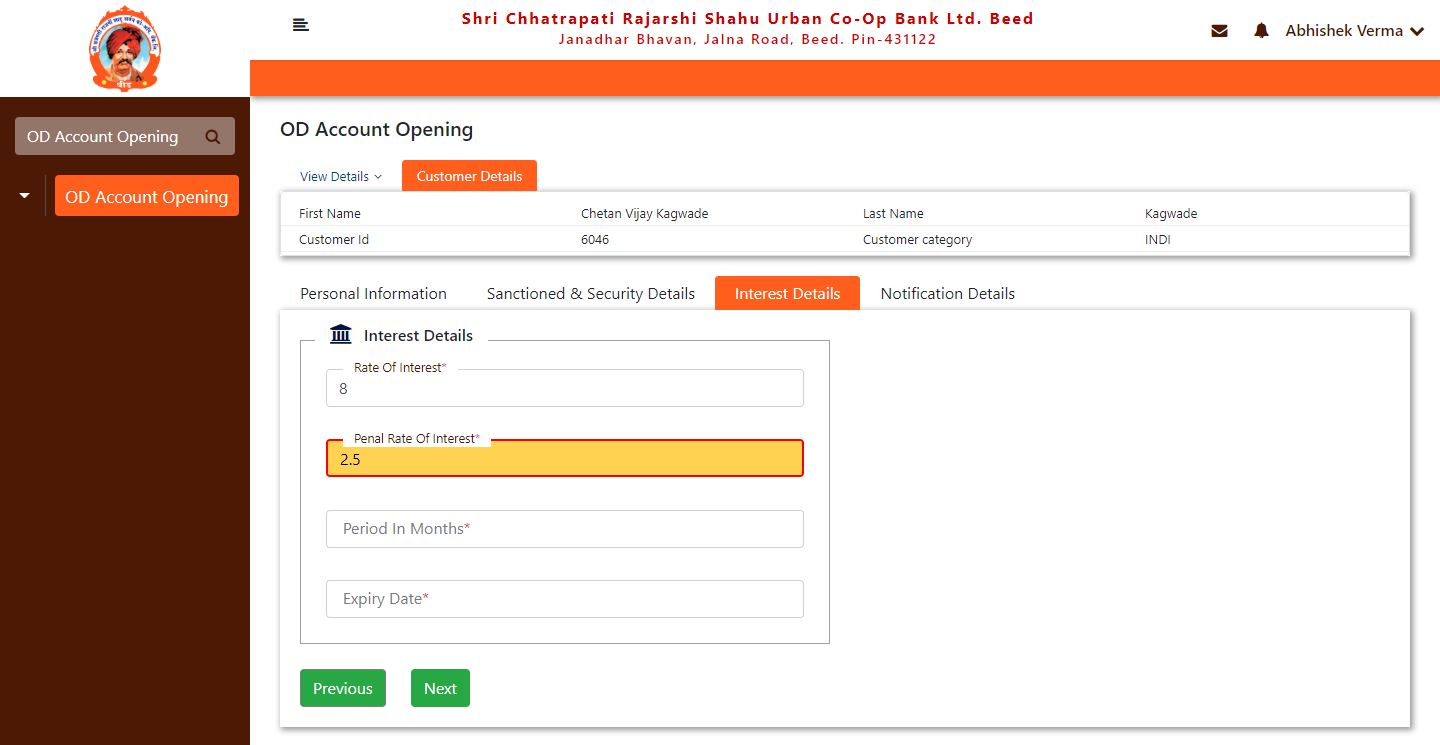 Shri Chhatrapati Rajarshi Shahu Urban Co-Op Bank Ltd. Beed
Janadhar Bhavan, Jalna Road, Beed. Pin-431122
Abhishek Verma
बीड
OD Account Opening
OD Account Opening
OD Account Opening
View Details
Customer Details
First Name Chetan Vijay Kagwade Last Name Kagwade
Customer Id 6046 Customer category INDI
Personal Information Sanctioned & Security Details Interest Details Notification Details
Interest Details
Rate Of Interest*
8
Penal Rate Of Interest*
2.5
Period In Months*
Expiry Date*
Previous Next